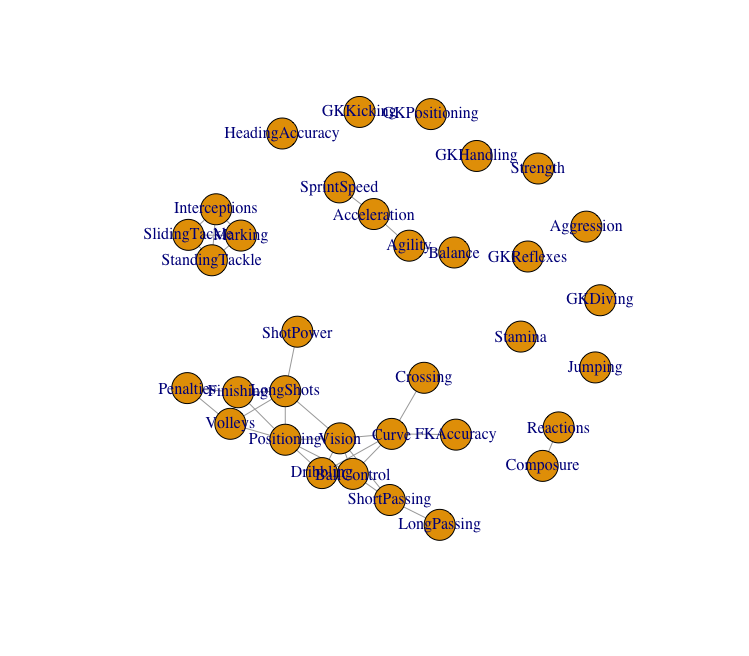 GKKicking
GKPositioning
HeadingAccuracy
GKHandling
Strength
SprintSpeed
Interceptions
Acceleration
Aggression
SlidingTackle
Marking
Agility
Balance
GKReflexes
StandingTackle
GKDiving
ShotPower
Stamina
Jumping
Crossing
Penalties
Finishing
LongShots
Volleys
Reactions
Positioning
Vision
Curve
FKAccuracy
Composure
Dribbling
BallControl
ShortPassing
LongPassing